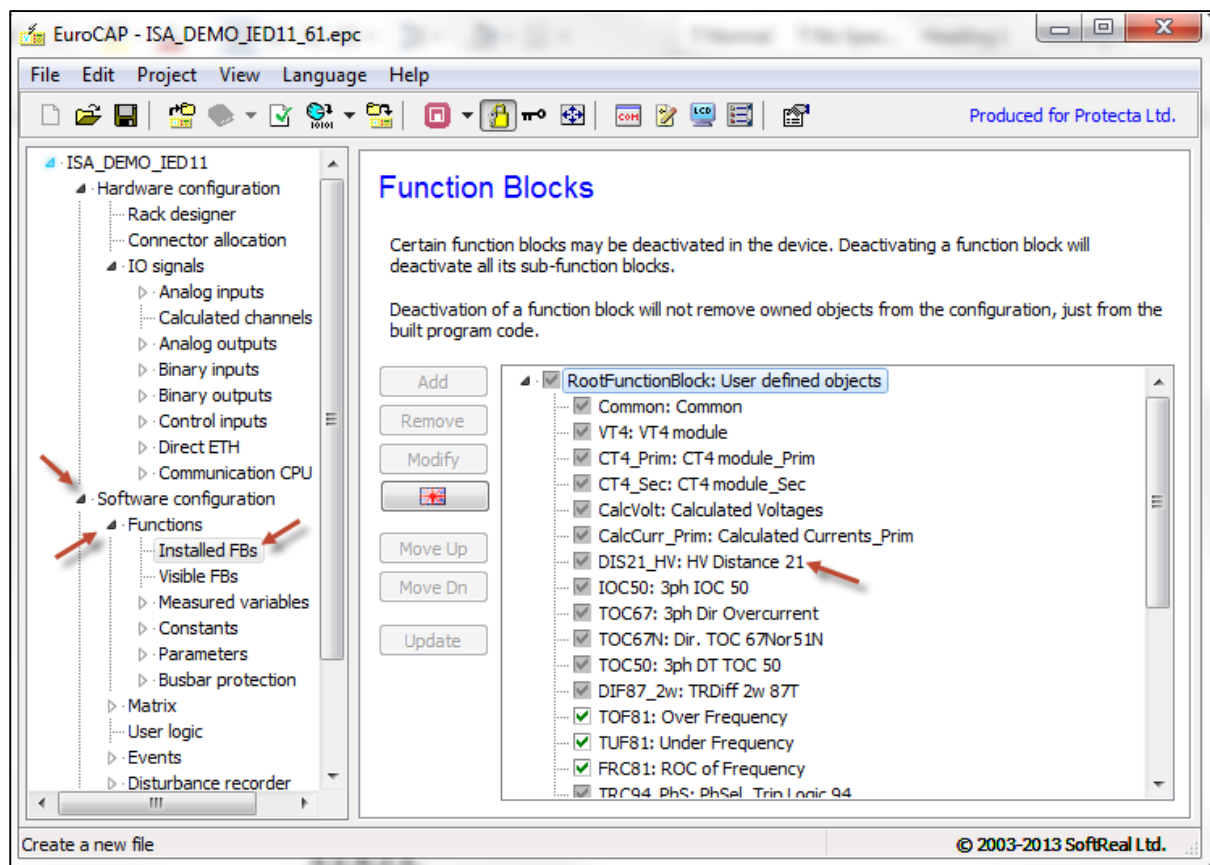 EuroCAP - ISA_DEMO_IED11_61.epc
File Edit Project View Language Help
COM
LCD
Produced for Protecta Ltd.
ISA_DEMO_IED11
Hardware configuration
Rack designer
Connector allocation
IO signals
Analog inputs
Calculated channels
Analog outputs
Binary inputs
Binary outputs
Control inputs
Direct ETH
Communication CPU
Software configuration
Functions
Installed FBs
Visible FBs
Measured variables
Constants
Parameters
Busbar protection
Matrix
User logic
Events
Disturbance recorder
Function Blocks
Certain function blocks may be deactivated in the device. Deactivating a function block will
deactivate all its sub-function blocks.
Deactivation of a function block will not remove owned objects from the configuration, just from the
built program code.
Add
Remove
Modify
Move Up
Move Dn
Update
RootFunctionBlock: User defined objects
Common: Common
VT4: VT4 module
CT4_Prim: CT4 module_Prim
CT4_Sec: CT4 module_Sec
CalcVolt: Calculated Voltages
CalcCurr_Prim: Calculated Currents_Prim
DIS21_HV: HV Distance 21
IOC50: 3ph IOC 50
TOC67: 3ph Dir Overcurrent
TOC67N: Dir. TOC 67Nor51N
TOC50: 3ph DT TOC 50
DIF87_2w: TRDiff 2w 87T
TOF81: Over Frequency
TUF81: Under Frequency
FRC81: ROC of Frequency
TRC94_PhS: PhSel. Trip Logic 94
Create a new file
© 2003-2013 SoftReal Ltd.